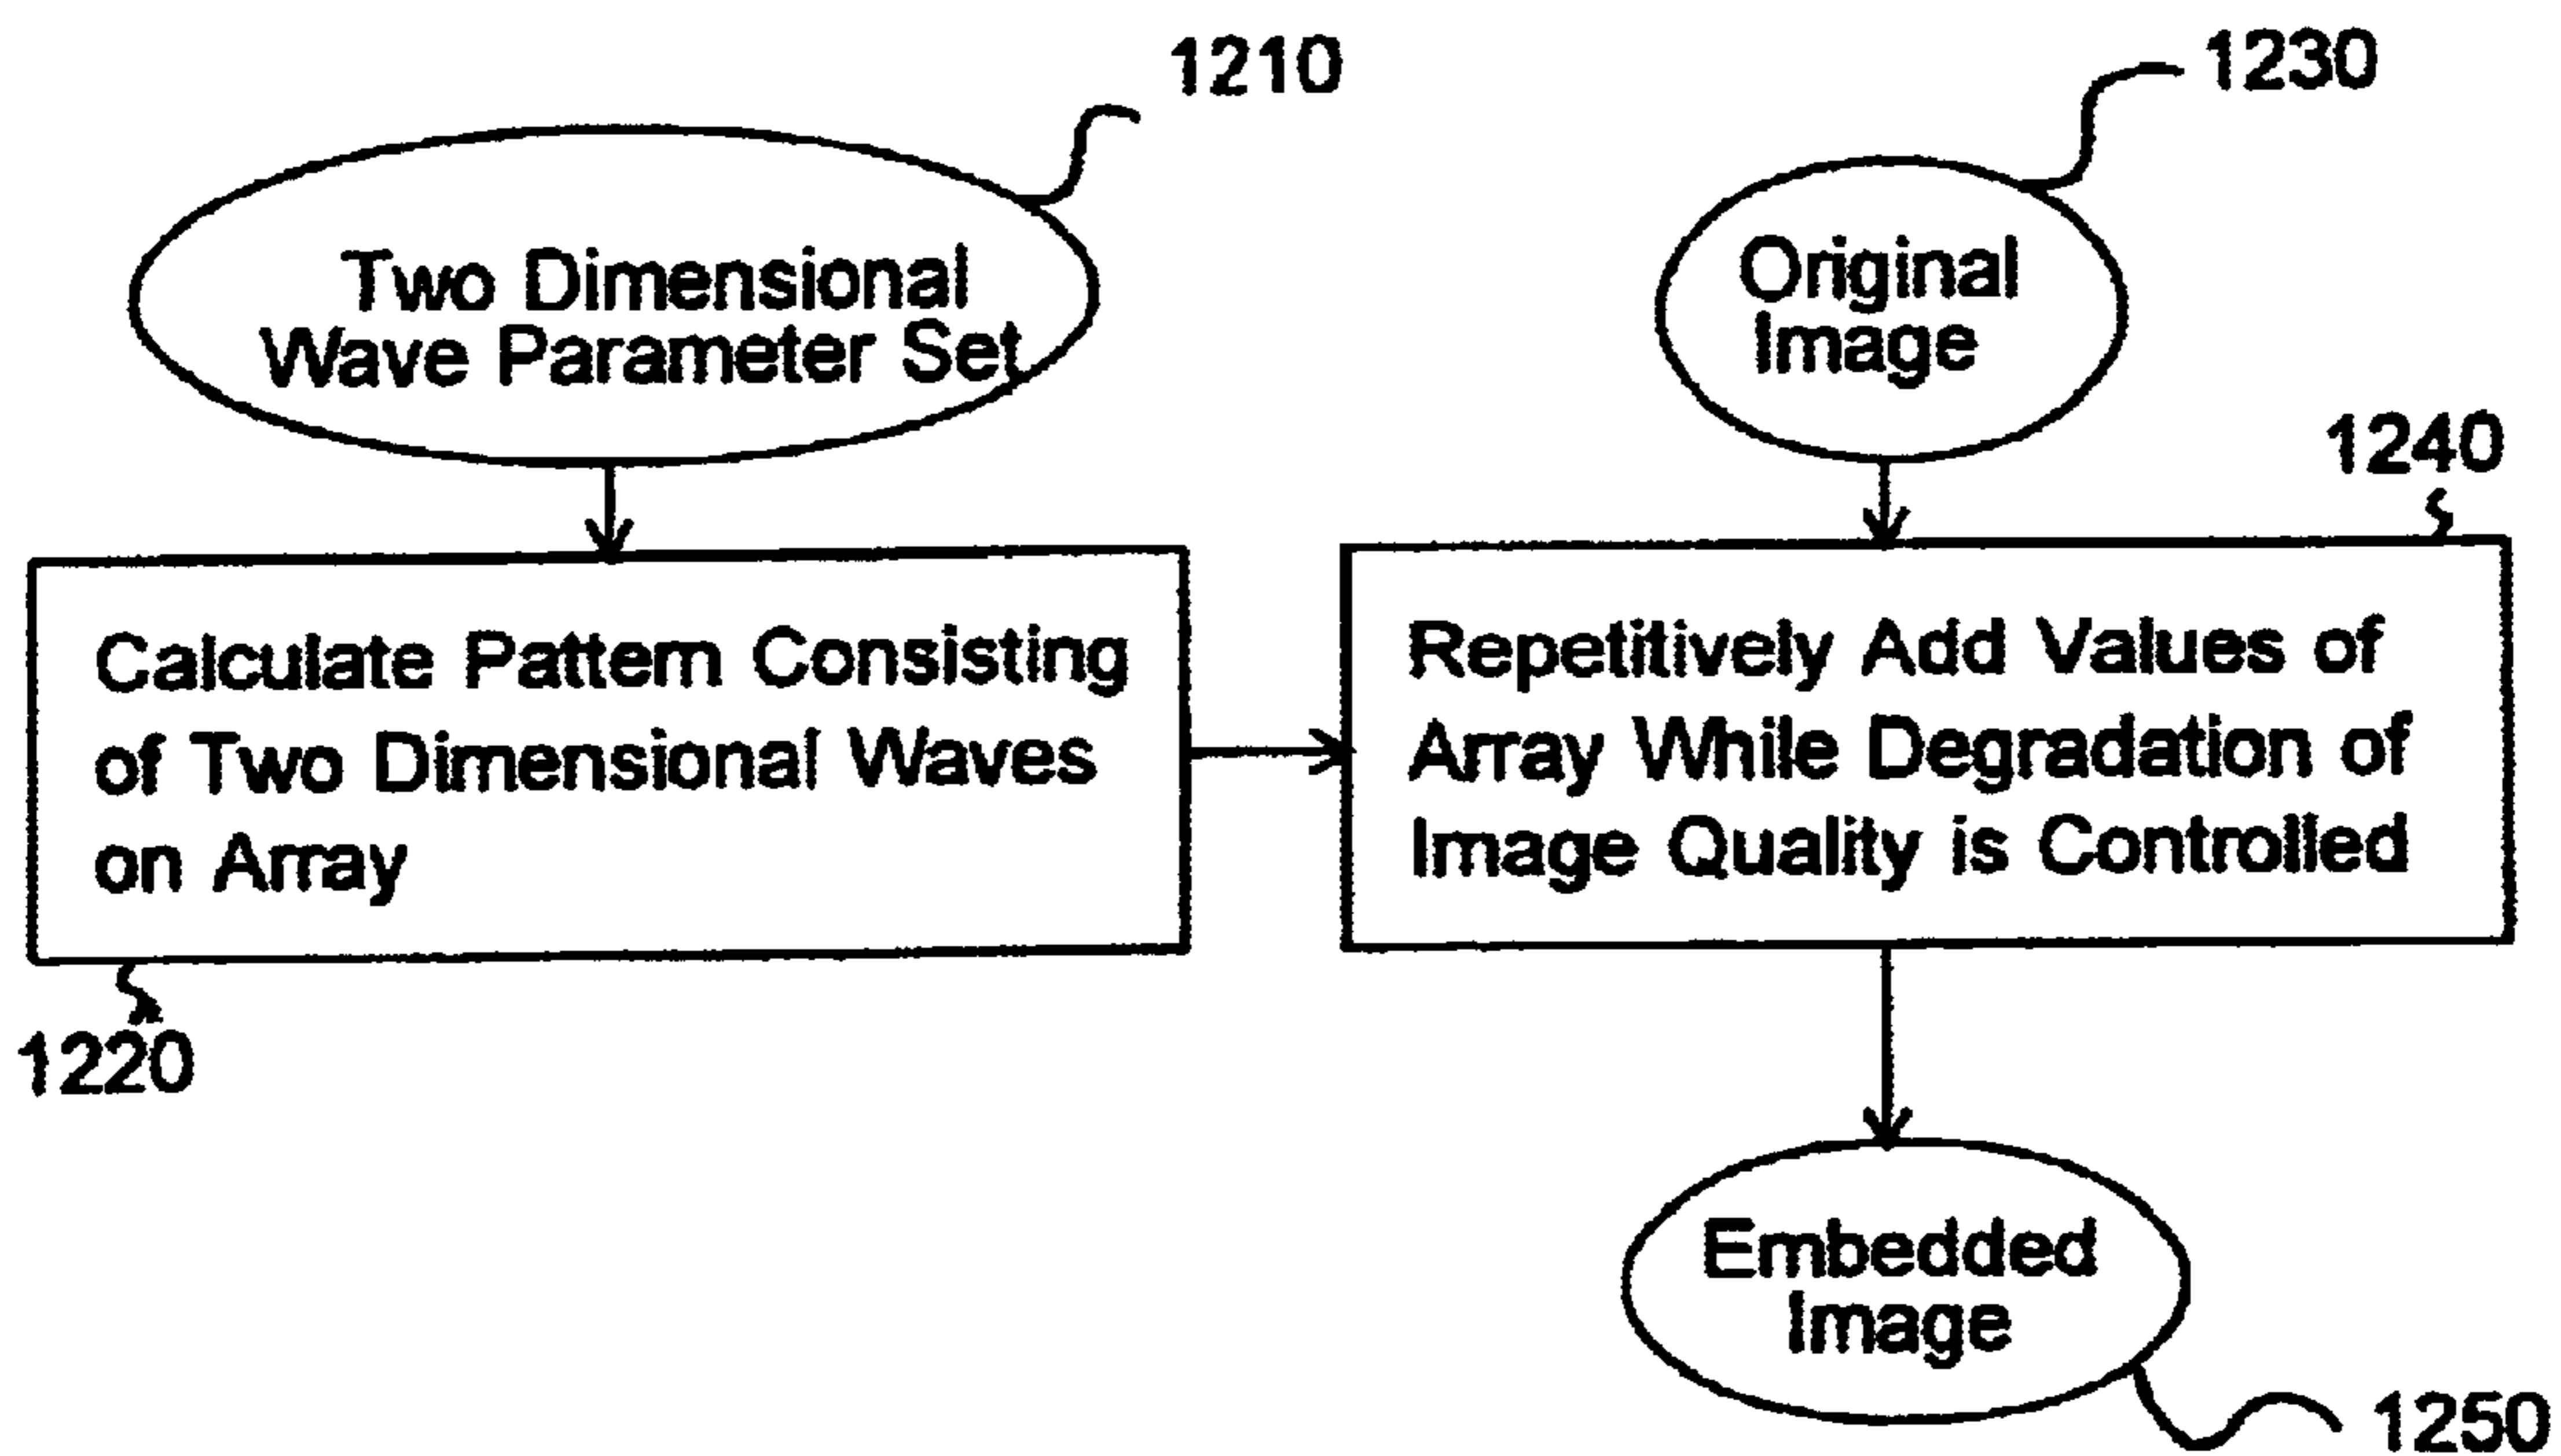 1210
Two Dimensional
Wave Parameter Set
1230
Original
Image
1240
Calculate Pattern Consisting
of Two Dimensional Waves
on Array
1220
Repetitively Add Values of
Array While Degradation of
Image Quality is Controlled
Embedded
Image
1250